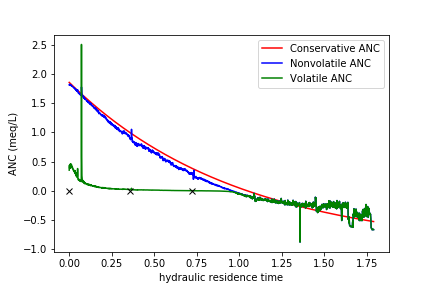 Conservative ANC
Nonvolatile ANC
Volatile ANC
2.5
2.0
1.5
1.0
0.5
0.0
−0.5
−1.0
ANC (meq/L)
0.00 0.25 0.50 0.75 1.00 1.25 1.50 1.75
hydraulic residence time